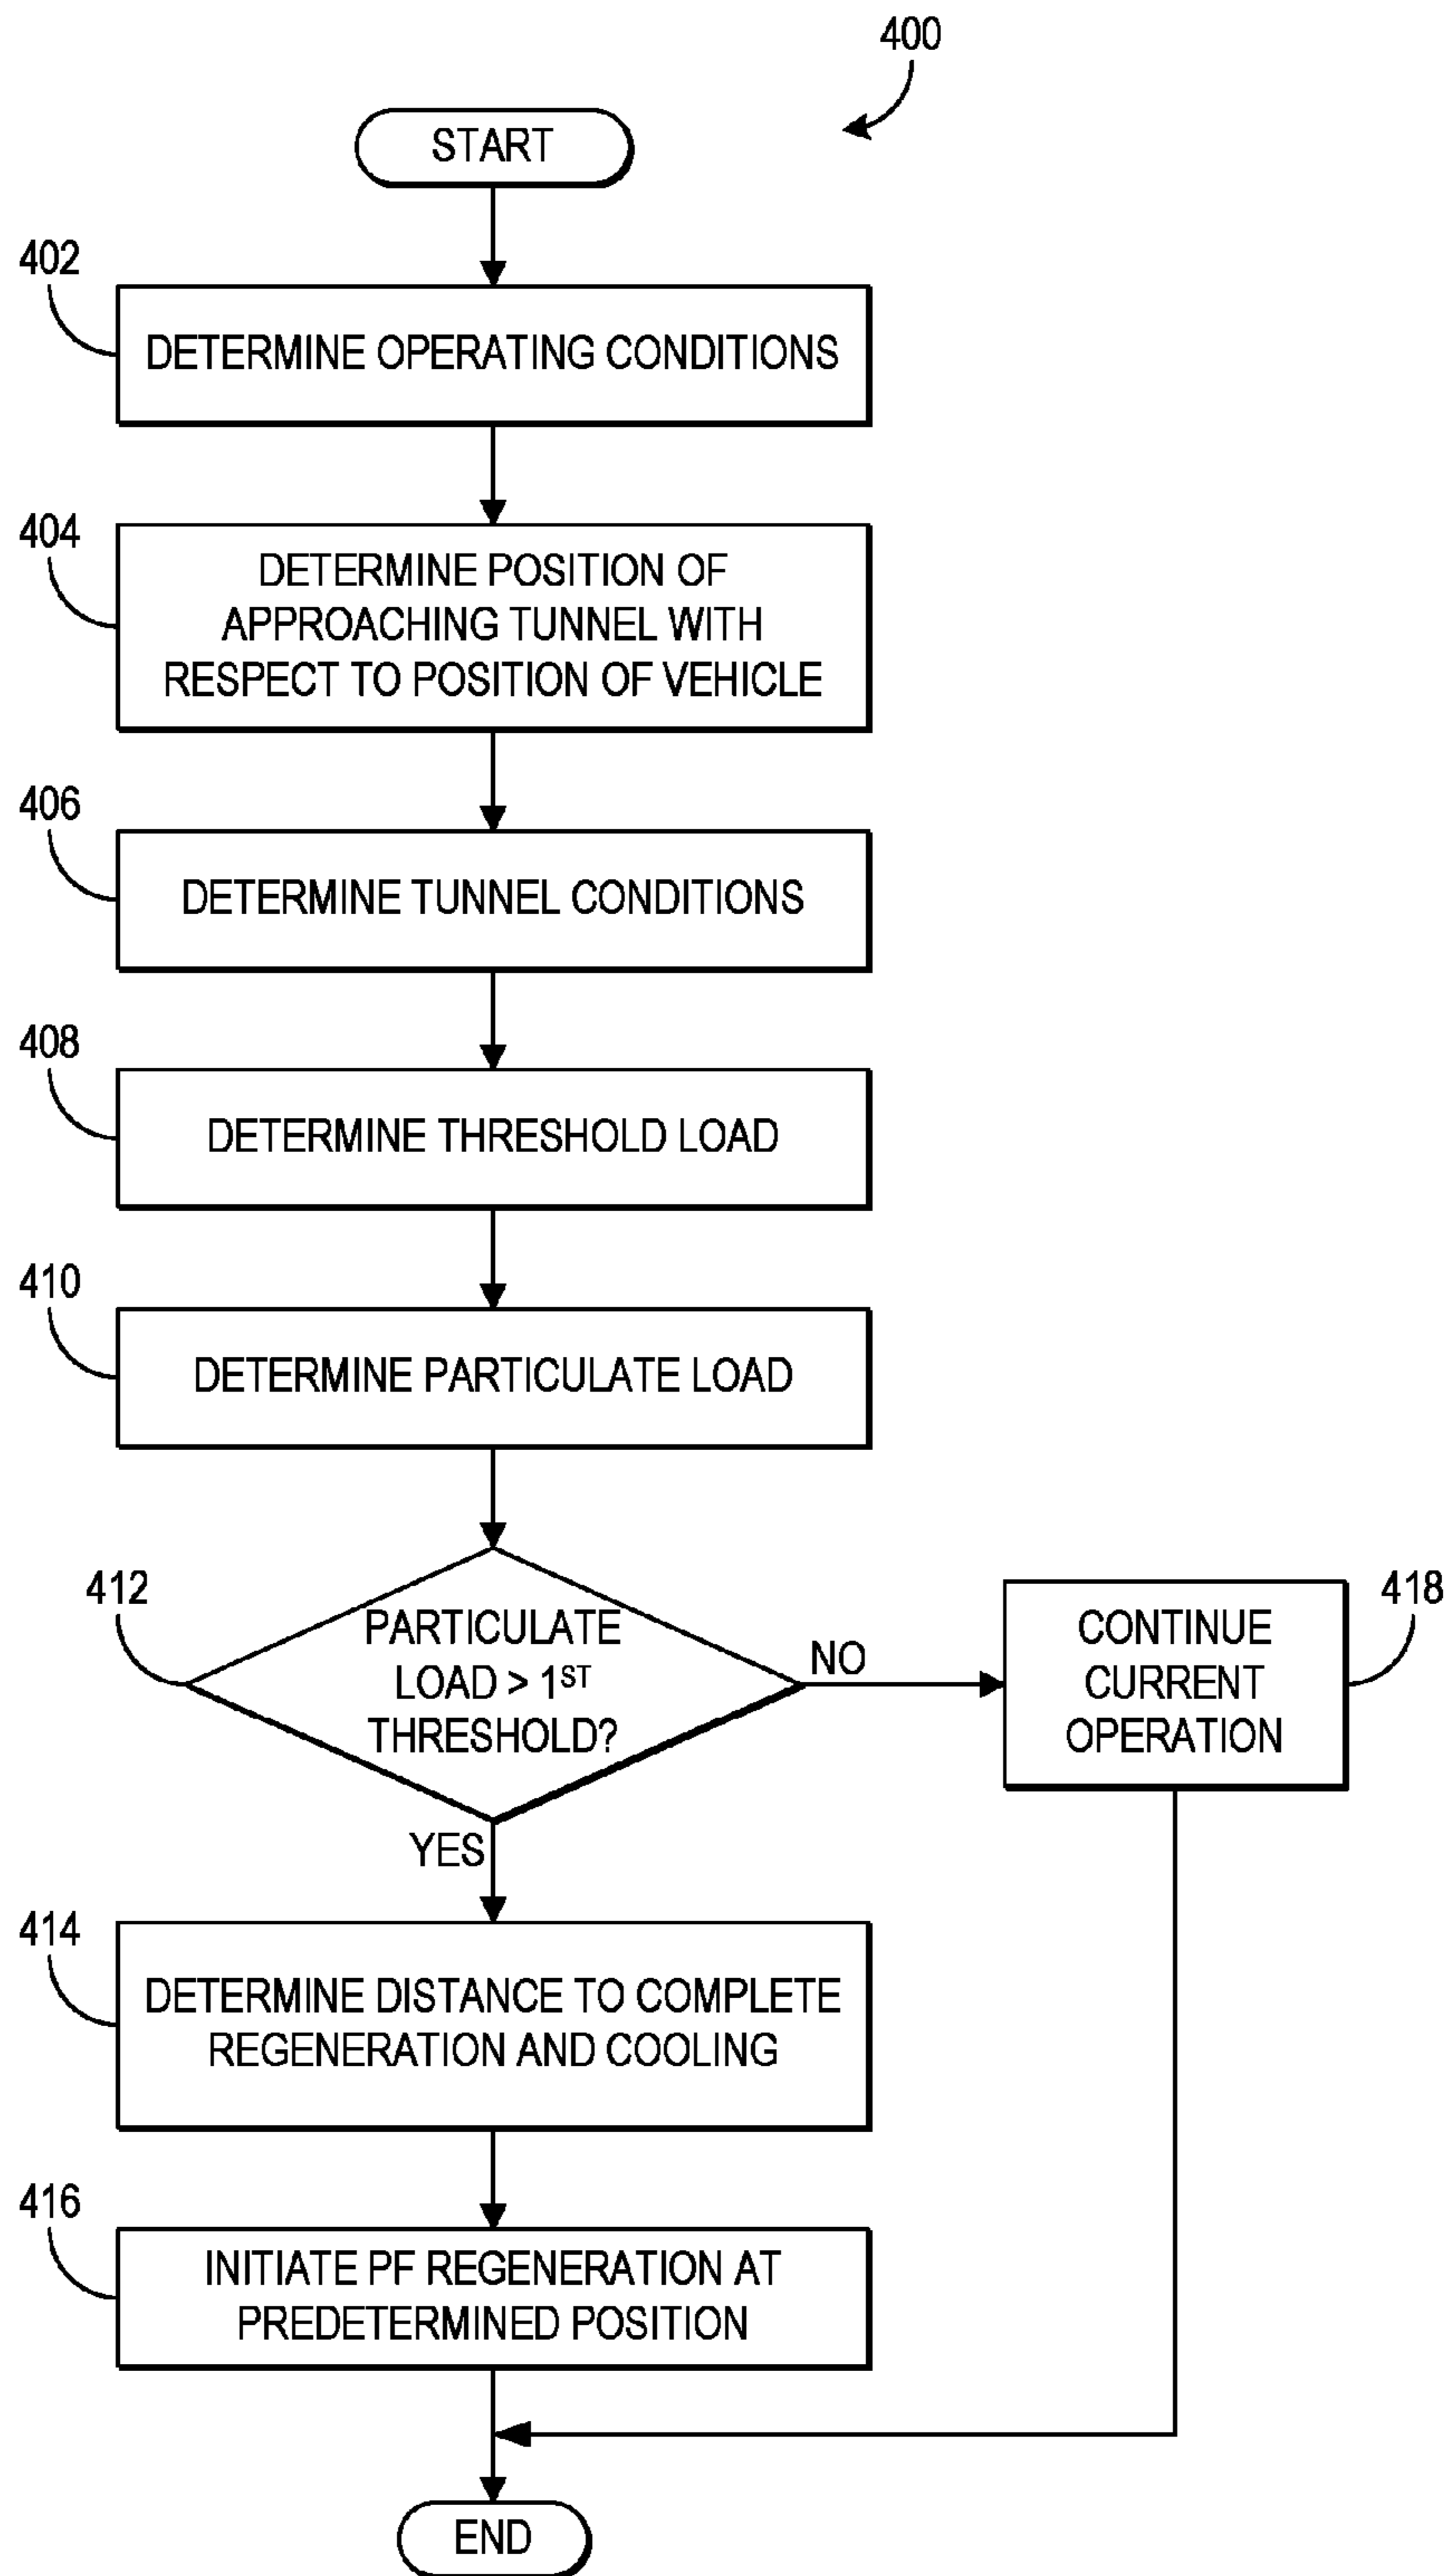 400
START
402
DETERMINE OPERATING CONDITIONS
404
DETERMINE POSITION OF
APPROACHING TUNNEL WITH
RESPECT TO POSITION OF VEHICLE
406
DETERMINE TUNNEL CONDITIONS
408
DETERMINE THRESHOLD LOAD
410
DETERMINE PARTICULATE LOAD
412
PARTICULATE
LOAD > 1ST
THRESHOLD?
NO
418
CONTINUE
CURRENT
OPERATION
YES
414
DETERMINE DISTANCE TO COMPLETE
REGENERATION AND COOLING
416
INITIATE PF REGENERATION AT
PREDETERMINED POSITION
END